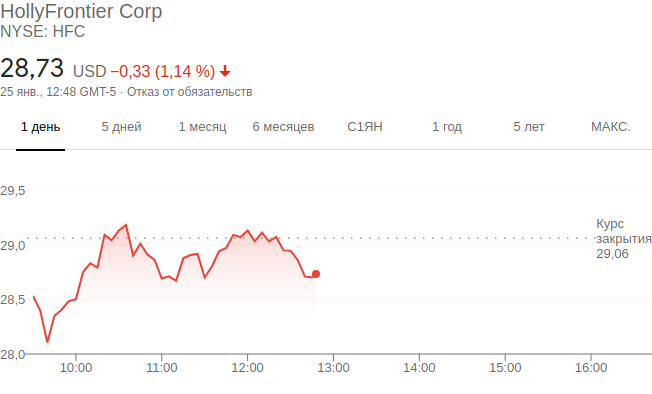 HollyFrontier Corp
NYSE: HFC
28,73 USD −0,33 (1,14 %)
25 янв., 12:48 GMT-5 · Отказ от обязательств
1 день 5 дней 1 месяц 6 месяцев С1ЯН 1 год 5 лет МАКС.
29,5
29,0
28,5
28,0
Курс
закрытия
29,06
10:00 11:00 12:00 13:00 14:00 15:00 16:00